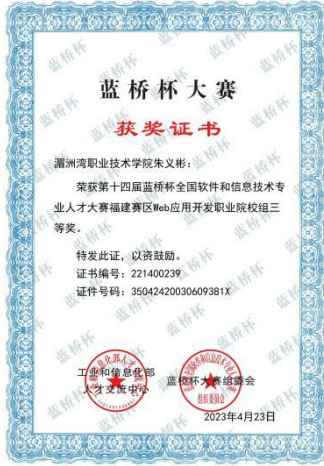 蓝桥杯大赛
获奖证书
湄洲湾职业技术学院朱义彬：
荣获第十四届蓝桥杯全国软件和信息技术专
业人才大赛福建赛区Web应用开发职业院校组三
等奖。
特发此证，以资鼓励。
证书编号：221400239
证件号码：35042420030609381X
工业和信息化部
人才交流中心
蓝桥杯大赛组委会
组织委员会
2023年4月23日